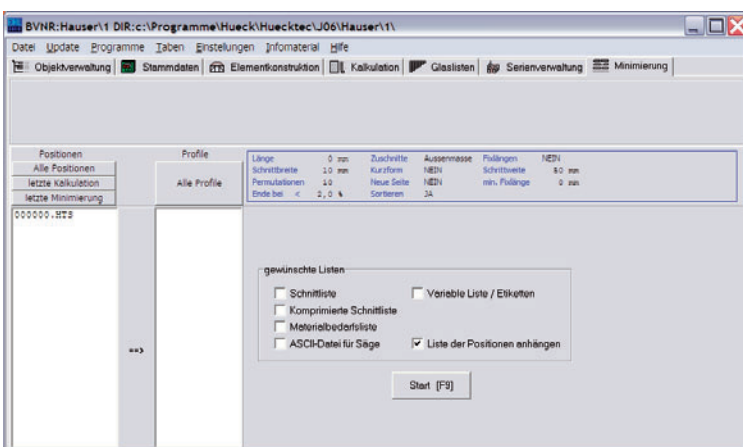 BVNR:Hauser\1 DIR:c:\Programme\Hueck\Huecktec\J06\Hauser\1\
Datei Update Programme Taben Einstellungen Infomaterial Hilfe
Objektverwaltung Stammdaten Elementkonstruktion Kalkulation Glaslisten Serienverwaltung Minimierung
Positionen Profile
Alle Positionen
letzte Kalkulation
letzte Minimierung
Alle Profile
Länge 0 mm Zuschnitte Aussenmasse Fixlängen NEIN
Schnittbreite 10 mm Kurzform NEIN Schrittweite 50 mm
Permutationen 10 Neue Seite NEIN min. Fixlänge 0 mm
Ende bei < 2,0 % Sortieren JA
000000.HTS
==>
gewünschte Listen
Schnittliste Variable Liste / Etiketten
Komprimierte Schnittliste
Materialbedarfsliste
ASCII-Datei für Säge Liste der Positionen anhängen
Start [F9]